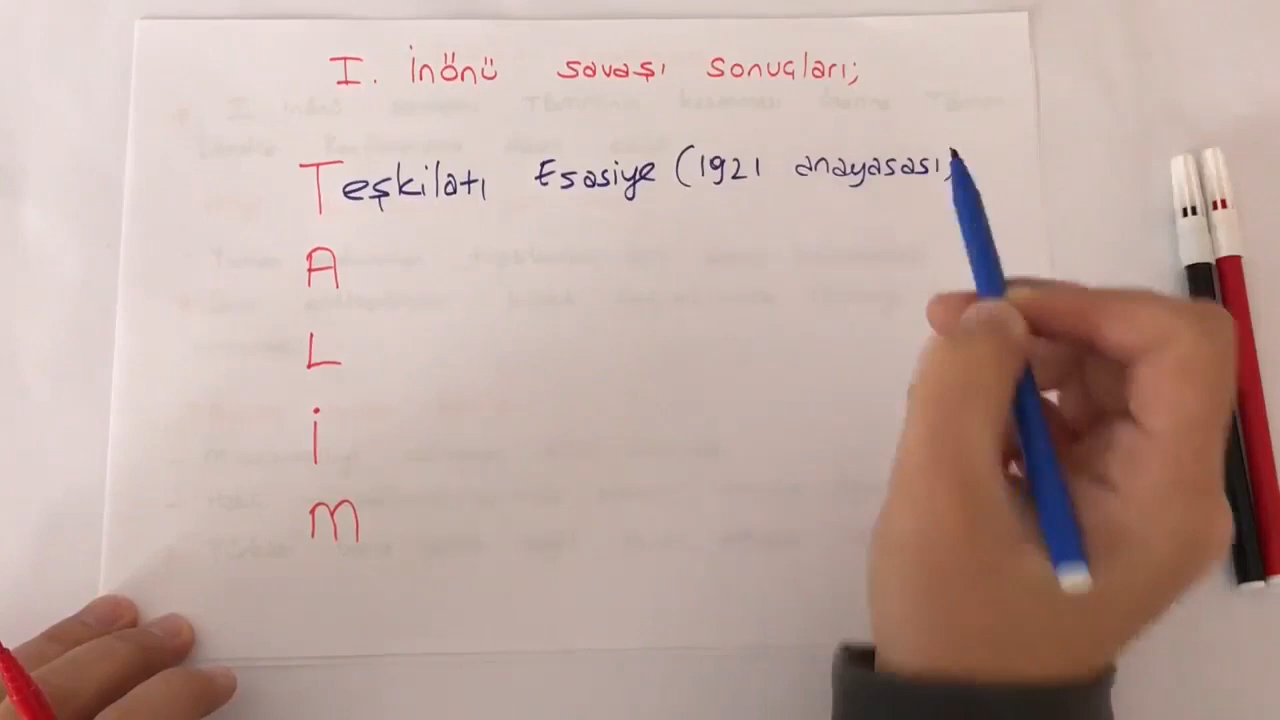 I. İnönü savaşı sonuçları;
Teşkilatı Esasiye (1921 anayasası)
A
L
İ
M